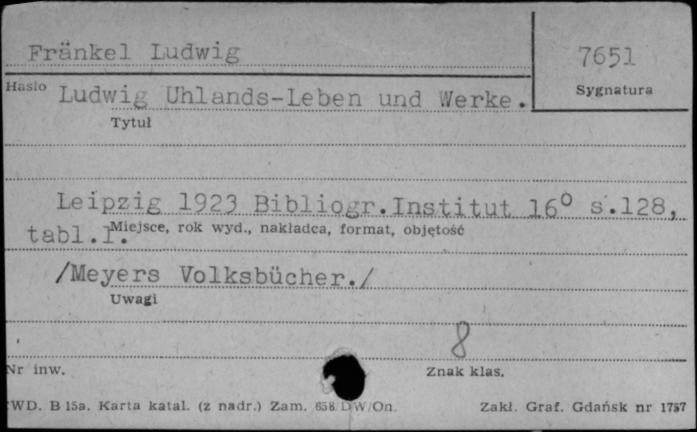 Fränkel Ludwig
7651
Hasło
Sygnatura
Ludwig Uhlands-Leben und Werke.
Tytuł
Leipzig 1923 Bibliogr.Institut 16° s.128,
tabl.1.
Miejsce, rok wyd., nakładca, format, objętość
/Meyers Volksbücher./
Uwagi
8
Nr inw.
Znak klas.
WD. B 15a. Karta katal. (z nadr.) Zam. 658/DW/On.
Zakł. Graf. Gdańsk nr 1757